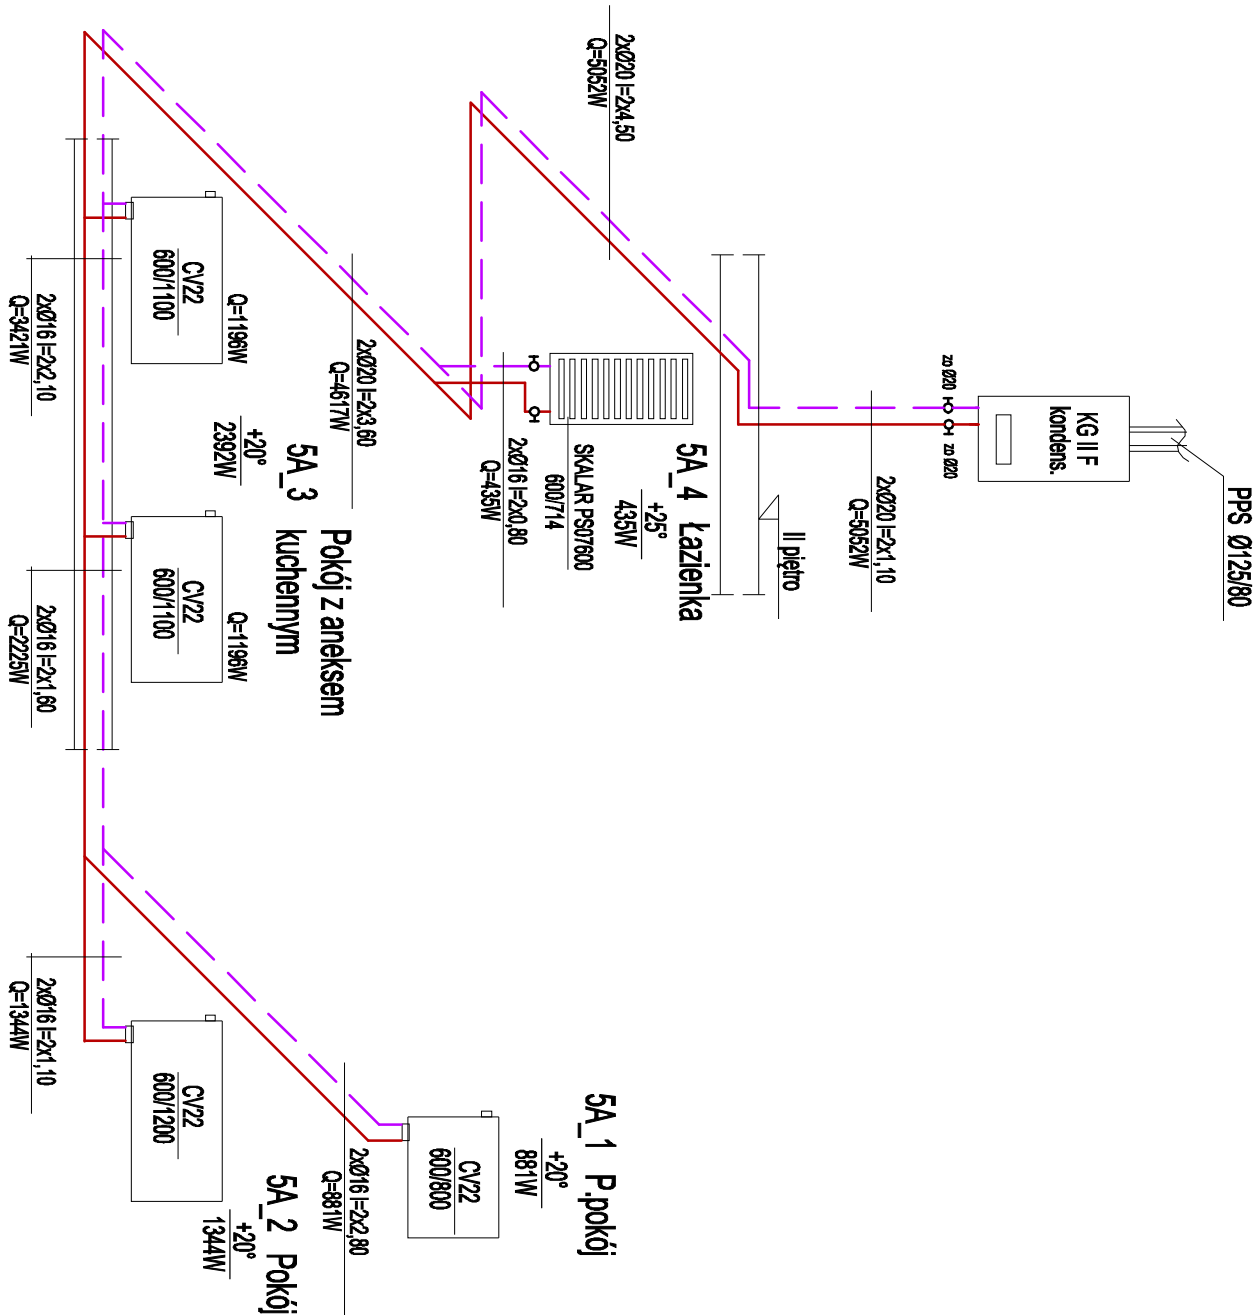 PPS Ø125/80
KG II F
kondens.
zo Ø20
zo Ø20
2xØ20 l=2x1,10
Q=5052W
II piętro
2xØ20 l=2x4,50
Q=5052W
5A_4 Łazienka
+25°
435W
SKALAR PS07600
600/714
2xØ16 l=2x0,80
Q=435W
2xØ20 l=2x3,60
Q=4617W
5A_3 Pokój z aneksem
kuchennym
+20°
2392W
Q=1196W
CV22
600/1100
2xØ16 l=2x2,10
Q=3421W
Q=1196W
CV22
600/1100
2xØ16 l=2x1,60
Q=2225W
5A_1 P.pokój
+20°
881W
CV22
600/800
2xØ16 l=2x2,80
Q=881W
5A_2 Pokój
+20°
1344W
CV22
600/1200
2xØ16 l=2x1,10
Q=1344W